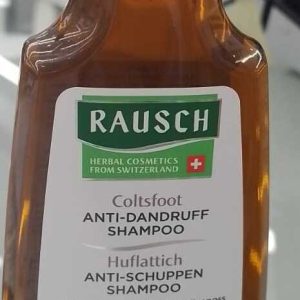 RAUSCH
HERBAL COSMETICS
FROM SWITZERLAND
Coltsfoot
ANTI-DANDRUFF
SHAMPOO
Huflattich
ANTI-SCHUPPEN
SHAMPOO